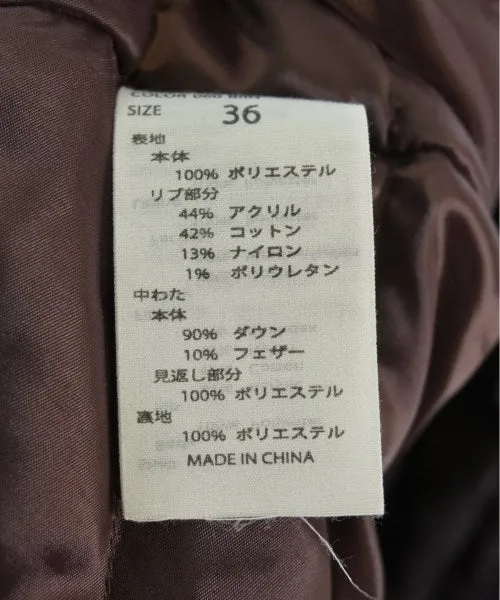 SIZE 36
表地
本体
100% ポリエステル
リブ部分
44% アクリル
42% コットン
13% ナイロン
1% ポリウレタン
中わた
本体
90% ダウン
10% フェザー
見返し部分
100% ポリエステル
裏地
100% ポリエステル
MADE IN CHINA